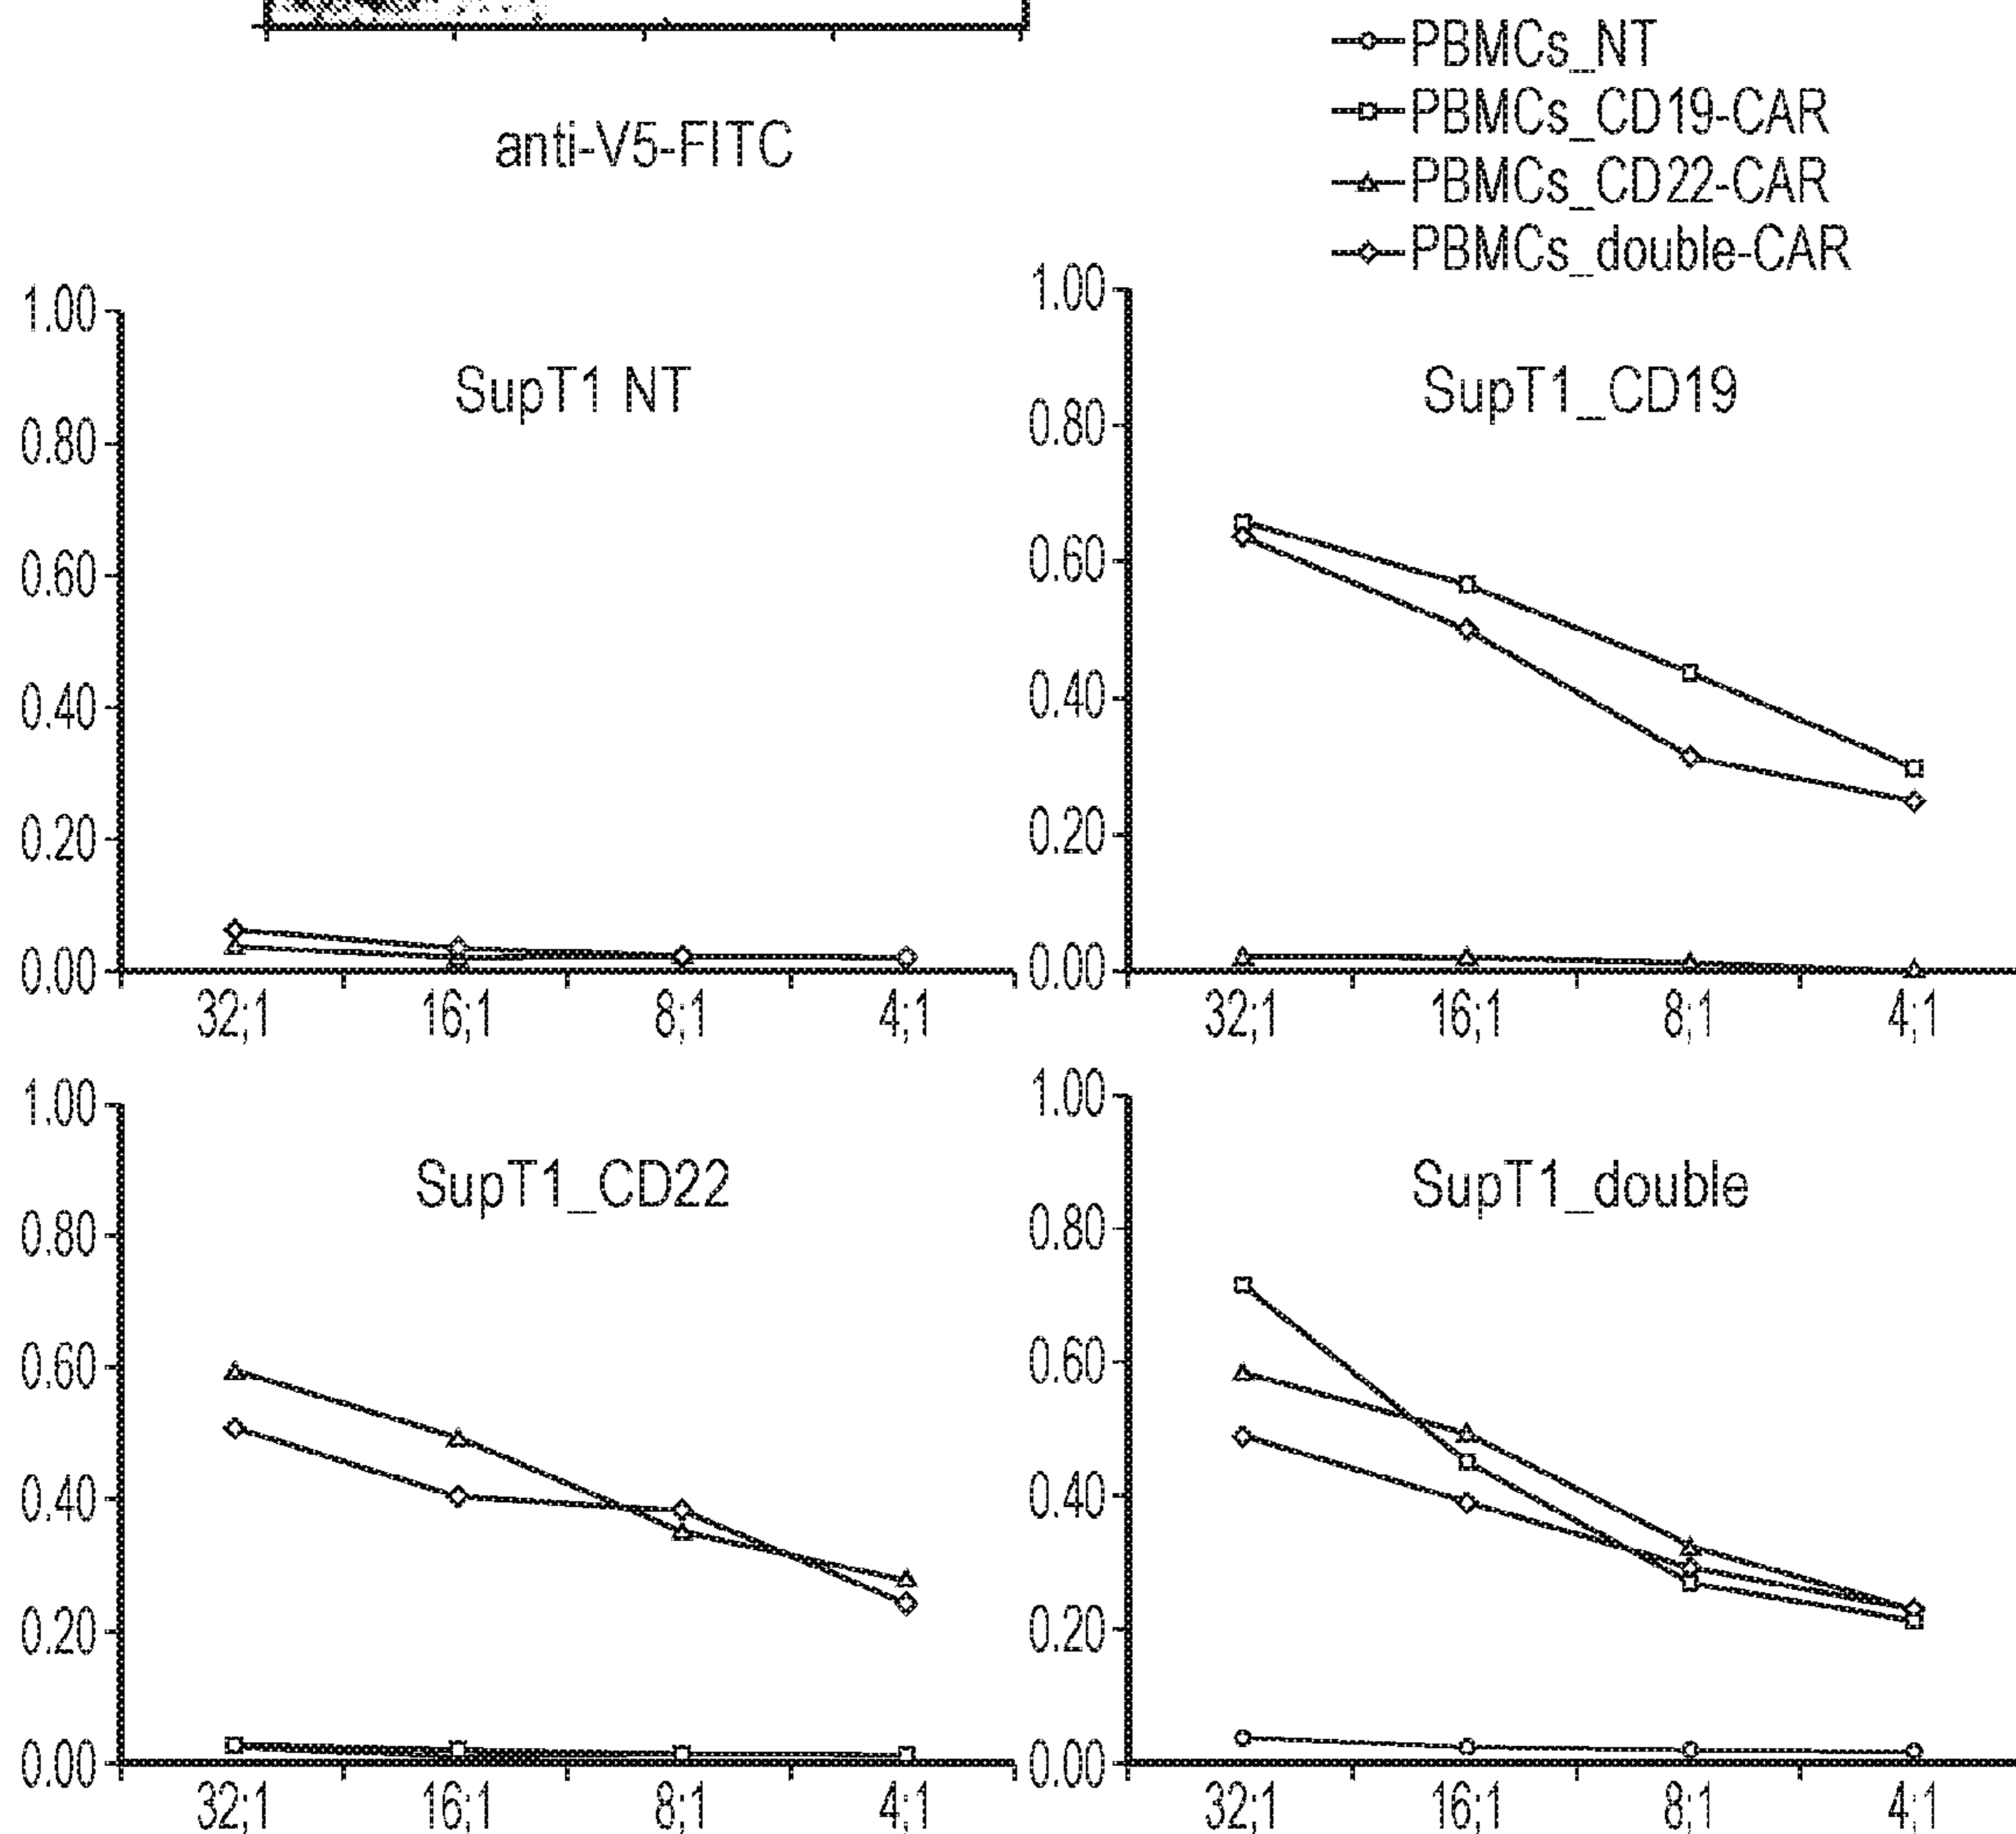 anti-V5-FITC
PBMCs_NT
PBMCs_CD19-CAR
PBMCs_CD22-CAR
PBMCs_double-CAR
SupT1 NT
1.00
0.80
0.60
0.40
0.20
0.00
32;1 16;1 8;1 4;1
SupT1_CD19
1.00
0.80
0.60
0.40
0.20
0.00
32;1 16;1 8;1 4;1
SupT1_CD22
1.00
0.80
0.60
0.40
0.20
0.00
32;1 16;1 8;1 4;1
SupT1_double
1.00
0.80
0.60
0.40
0.20
0.00
32;1 16;1 8;1 4;1